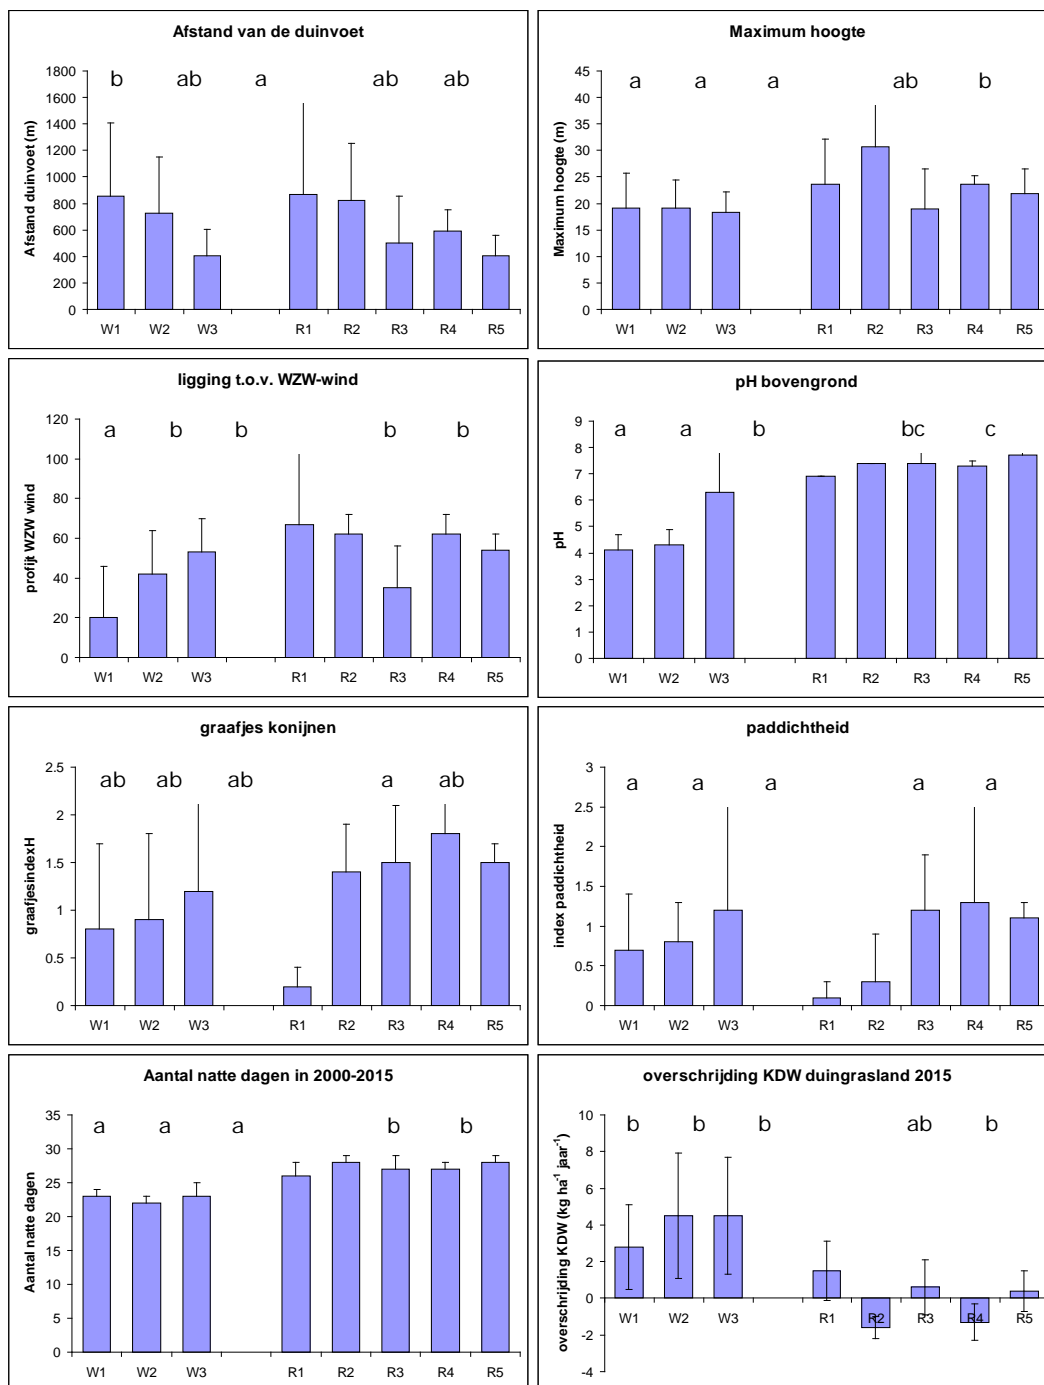 Afstand van de duinvoet
Afstand duinvoet (m)
1800
1600
1400
1200
1000
800
600
400
200
0
b ab a ab ab
W1 W2 W3 R1 R2 R3 R4 R5
Maximum hoogte
Maximum hoogte (m)
45
40
35
30
25
20
15
10
5
0
a a a ab b
W1 W2 W3 R1 R2 R3 R4 R5
ligging t.o.v. WZW-wind
profijt WZW wind
120
100
80
60
40
20
0
a b b b b
W1 W2 W3 R1 R2 R3 R4 R5
pH bovengrond
pH
9
8
7
6
5
4
3
2
1
0
a a b bc c
W1 W2 W3 R1 R2 R3 R4 R5
graafjes konijnen
graafjesindexH
2.5
2
1.5
1
0.5
0
ab ab ab a ab
W1 W2 W3 R1 R2 R3 R4 R5
paddichtheid
index paddichtheid
3
2.5
2
1.5
1
0.5
0
a a a a a
W1 W2 W3 R1 R2 R3 R4 R5
Aantal natte dagen in 2000-2015
Aantal natte dagen
35
30
25
20
15
10
5
0
a a a b b
W1 W2 W3 R1 R2 R3 R4 R5
overschrijding KDW duingrasland 2015
overschrijding KDW (kg ha⁻¹ jaar⁻¹)
10
8
6
4
2
0
-2
-4
b b b ab b
W1 W2 W3 R1 R2 R3 R4 R5